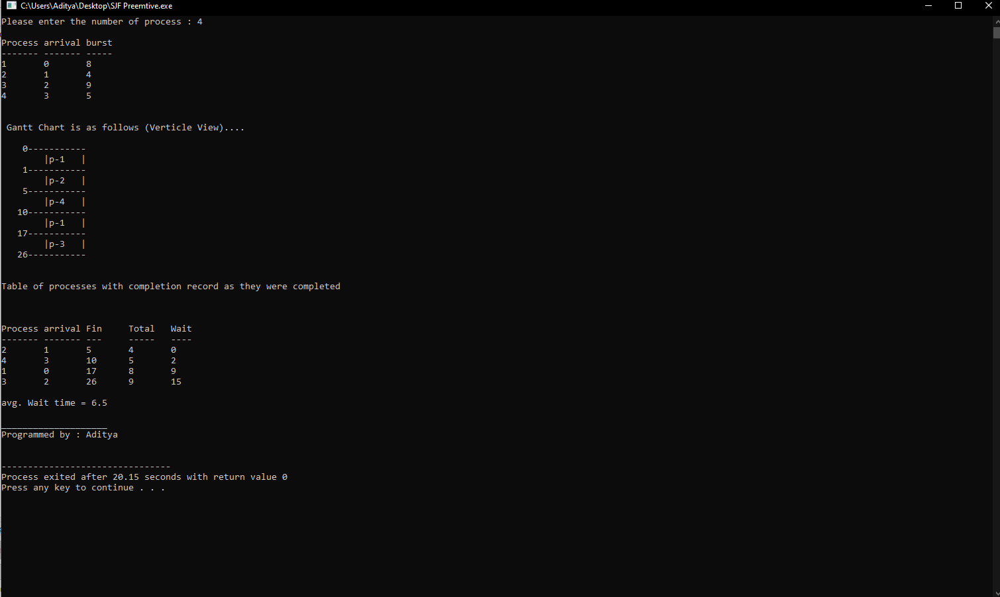 C:\Users\Aditya\Desktop\SJF Preemtive.exe
Please enter the number of process : 4
Process arrival burst
------- ------- -----
1       0       8
2       1       4
3       2       9
4       3       5
 Gantt Chart is as follows (Verticle View)....
    0-----------
        |p-1   |
    1-----------
        |p-2   |
    5-----------
        |p-4   |
   10-----------
        |p-1   |
   17-----------
        |p-3   |
   26-----------
Table of processes with completion record as they were completed
Process arrival Fin     Total   Wait
------- ------- ---     -----   ----
2       1       5       4       0
4       3       10      5       2
1       0       17      8       9
3       2       26      9       15
avg. Wait time = 6.5
____________________
Programmed by : Aditya
--------------------------------
Process exited after 20.15 seconds with return value 0
Press any key to continue . . .